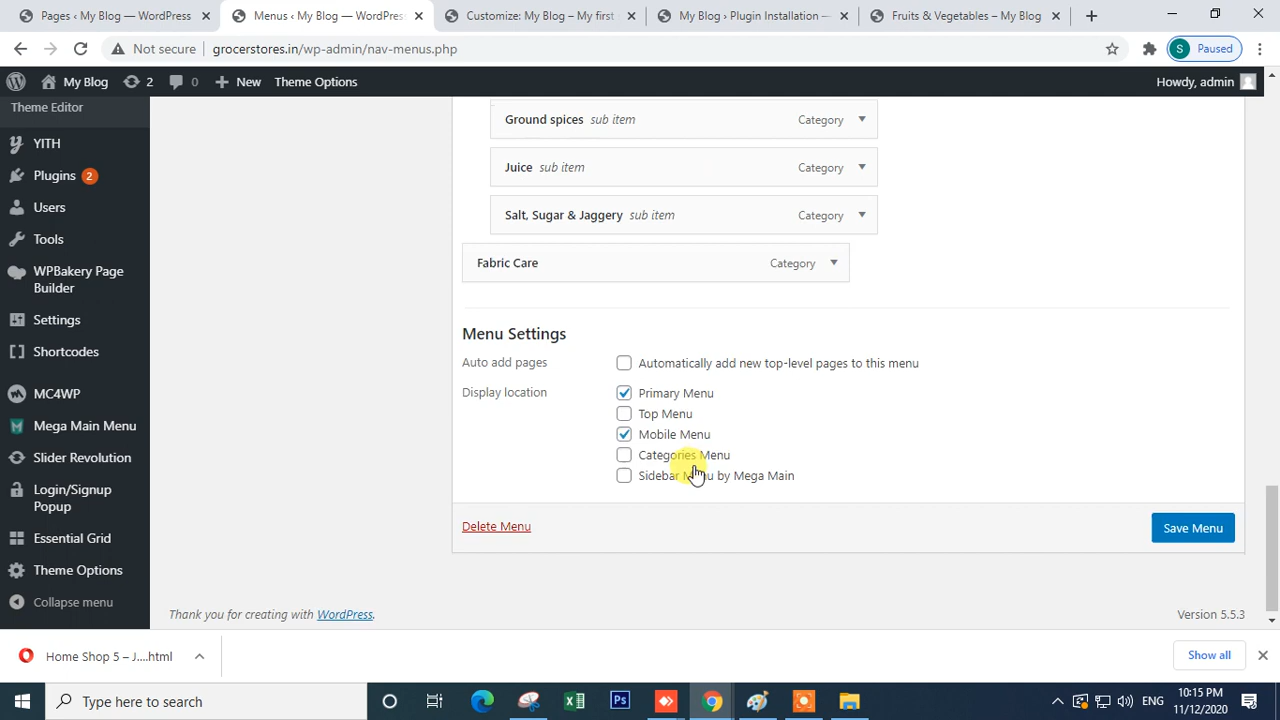 Pages ‹ My Blog — WordPress
Menus ‹ My Blog — WordPres
Customize: My Blog – My first
My Blog › Plugin Installation —
Fruits & Vegetables – My Blog
Not secure
grocerstores.in/wp-admin/nav-menus.php
S Paused
My Blog 2 0 New Theme Options Howdy, admin
Theme Editor
YITH
Plugins 2
Users
Tools
WPBakery Page
Builder
Settings
Shortcodes
MC4WP
Mega Main Menu
Slider Revolution
Login/Signup
Popup
Essential Grid
Theme Options
Collapse menu
Ground spices sub item Category
Juice sub item Category
Salt, Sugar & Jaggery sub item Category
Fabric Care Category
Menu Settings
Auto add pages Automatically add new top-level pages to this menu
Display location Primary Menu
Top Menu
Mobile Menu
Categories Menu
Sidebar Menu by Mega Main
Delete Menu Save Menu
Thank you for creating with WordPress. Version 5.5.3
Home Shop 5 – J....html Show all
Type here to search
ENG
10:15 PM
11/12/2020